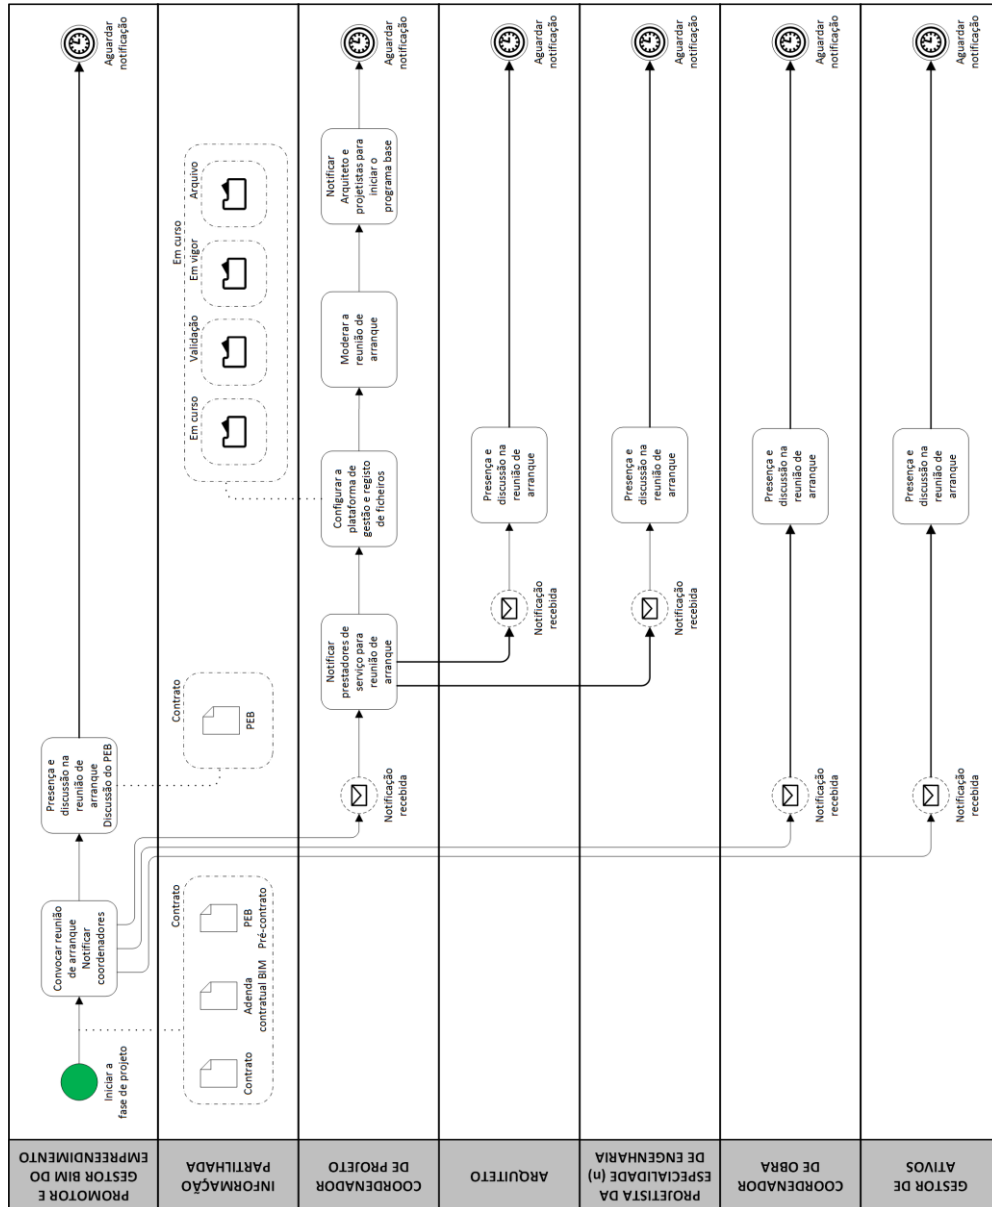 PROMOTOR E
GESTOR BIM DO
EMPREENDIMENTO
Iniciar a
fase de projeto
Convocar reunião
de arranque
Notificar
coordenadores
Presença e
discussão na
reunião de
arranque
Discussão do PEB
Aguardar
notificação
INFORMAÇÃO
PARTILHADA
Contrato
Contrato
Adenda
contratual BIM
PEB
Pré-contrato
Contrato
PEB
Em curso
Em curso
Validação
Em vigor
Arquivo
COORDENADOR
DE PROJETO
Notificação
recebida
Notificar
prestadores de
serviço para
reunião de
arranque
Configurar a
plataforma de
gestão e registo
de ficheiros
Moderar a
reunião de
arranque
Notificar
Arquiteto e
projetistas para
iniciar o
programa base
Aguardar
notificação
ARQUITETO
Notificação
recebida
Presença e
discussão na
reunião de
arranque
Aguardar
notificação
PROJETISTA DA
ESPECIALIDADE (n)
DE ENGENHARIA
Notificação
recebida
Presença e
discussão na
reunião de
arranque
Aguardar
notificação
COORDENADOR
DE OBRA
Notificação
recebida
Presença e
discussão na
reunião de
arranque
Aguardar
notificação
GESTOR DE
ATIVOS
Notificação
recebida
Presença e
discussão na
reunião de
arranque
Aguardar
notificação